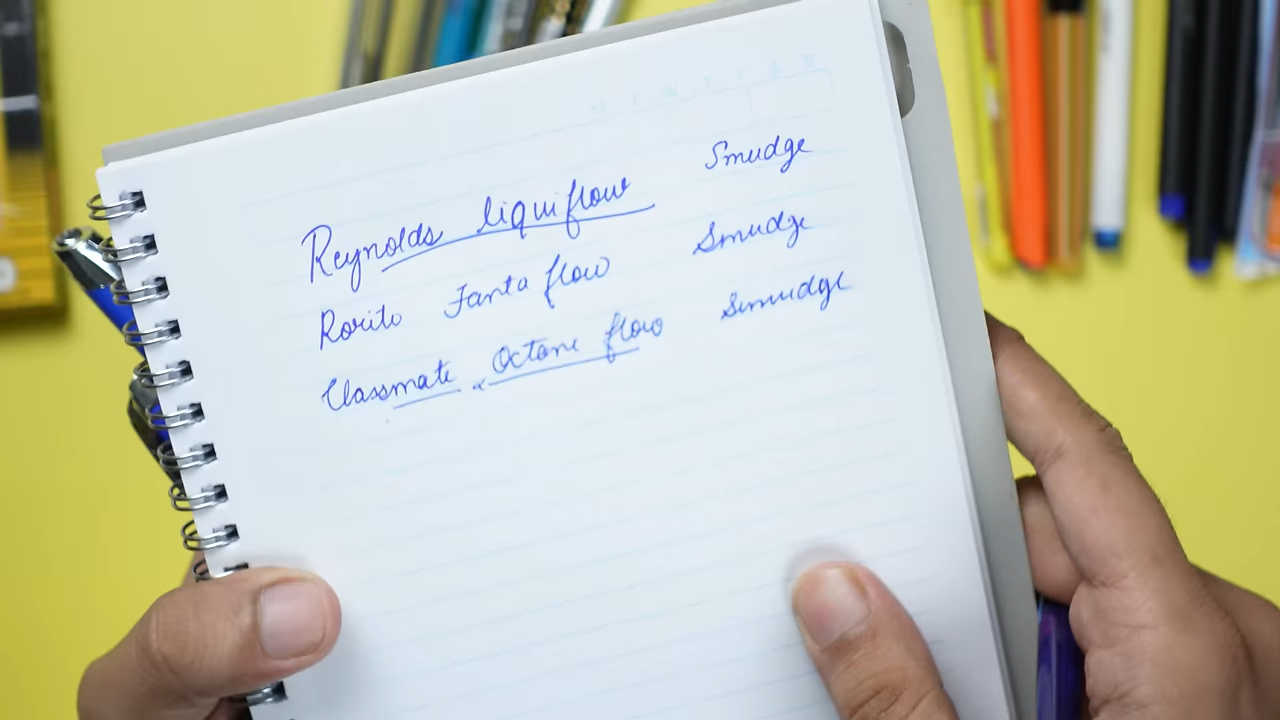 Reynolds liquiflow Smudge
Rorito Fanta flow Smudge
Classmate Octane flow Smudge